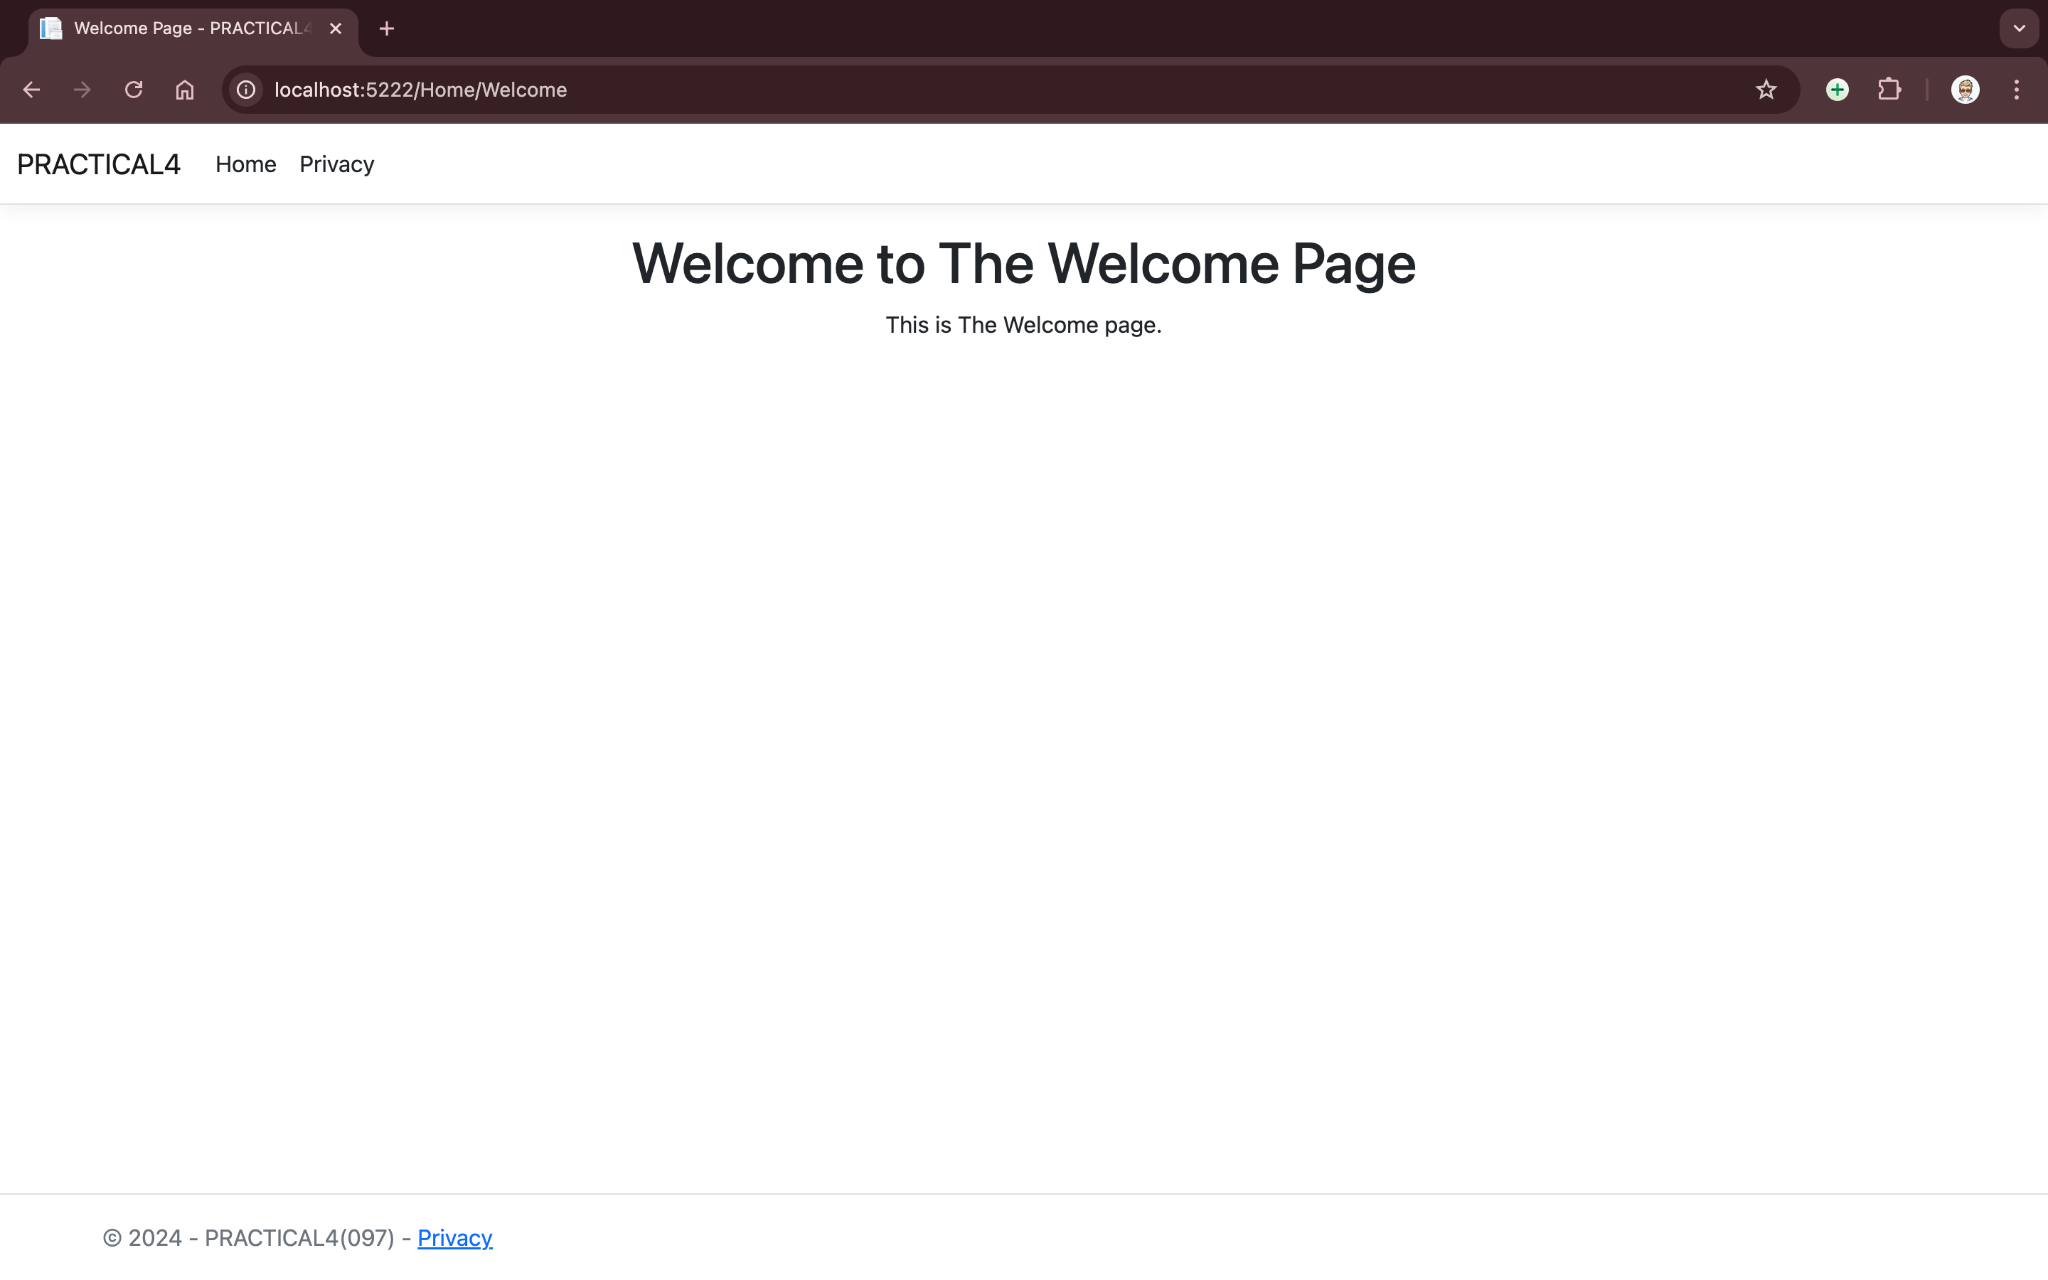 Welcome Page - PRACTICAL4
localhost:5222/Home/Welcome
PRACTICAL4 Home Privacy
Welcome to The Welcome Page
This is The Welcome page.
© 2024 - PRACTICAL4(097) - Privacy